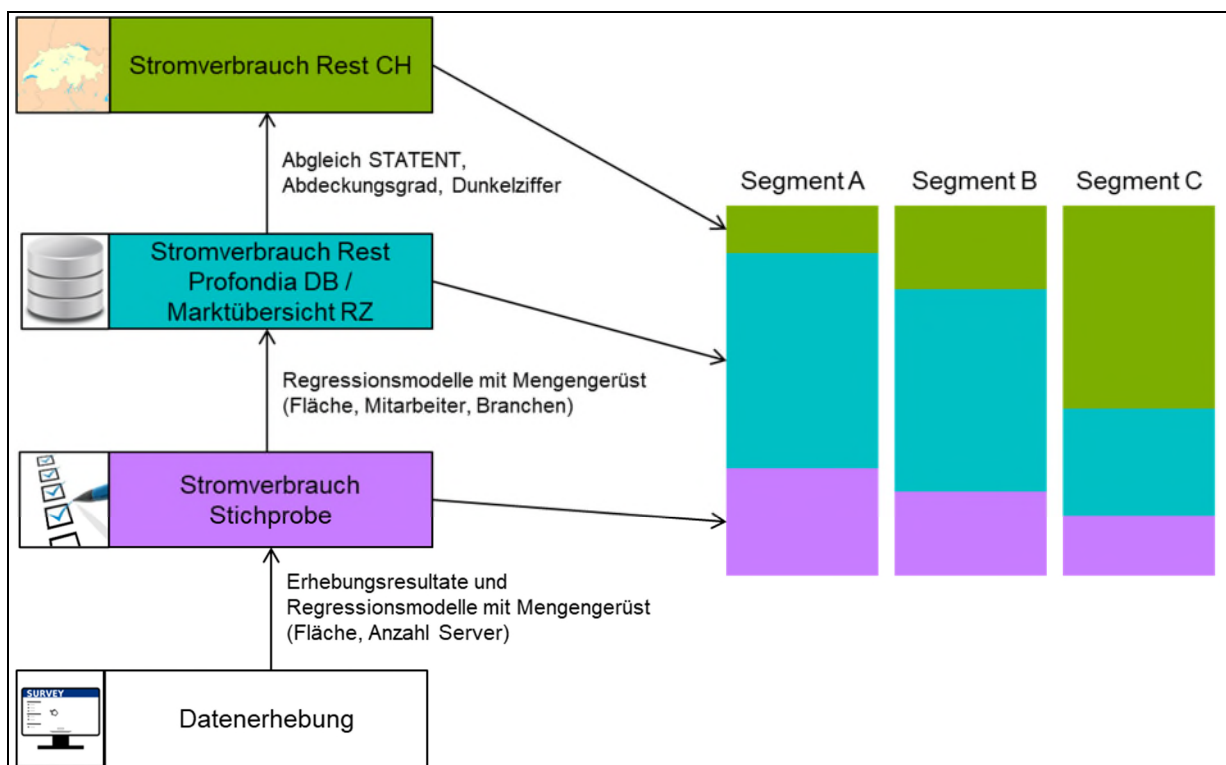 Stromverbrauch Rest CH
Abgleich STATENT,
Abdeckungsgrad, Dunkelziffer
Stromverbrauch Rest
Profondia DB /
Marktübersicht RZ
Regressionsmodelle mit Mengengerüst
(Fläche, Mitarbeiter, Branchen)
Stromverbrauch
Stichprobe
Erhebungsresultate und
Regressionsmodelle mit Mengengerüst
(Fläche, Anzahl Server)
SURVEY
Datenerhebung
Segment A
Segment B
Segment C